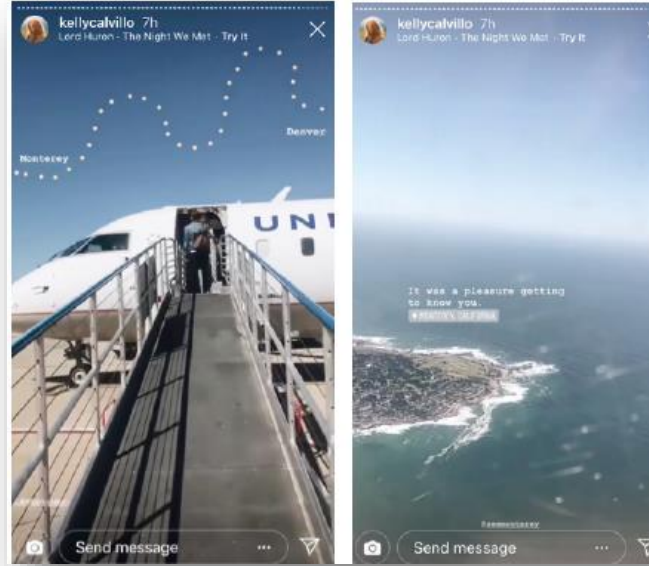 kellycalvillo 7h
Lord Huron - The Night We Met - Try It
Denver
Monterey
UNI
Send message
kellycalvillo 7h
Lord Huron - The Night We Met - Try It
It was a pleasure getting
to know you.
Send message